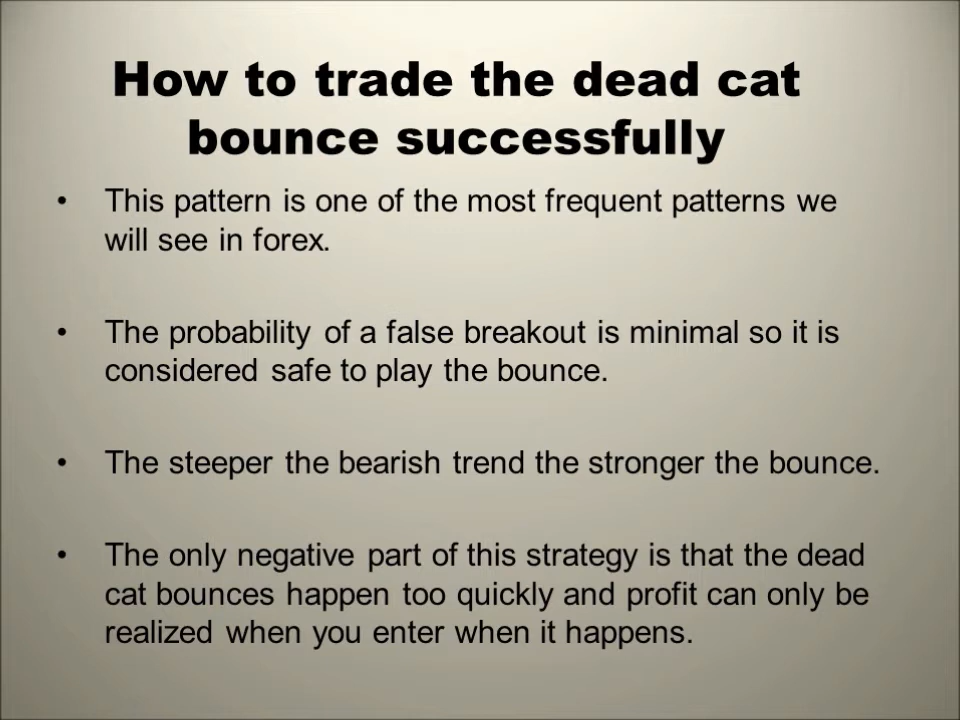 How to trade the dead cat
bounce successfully
• This pattern is one of the most frequent patterns we
will see in forex.
• The probability of a false breakout is minimal so it is
considered safe to play the bounce.
• The steeper the bearish trend the stronger the bounce.
• The only negative part of this strategy is that the dead
cat bounces happen too quickly and profit can only be
realized when you enter when it happens.